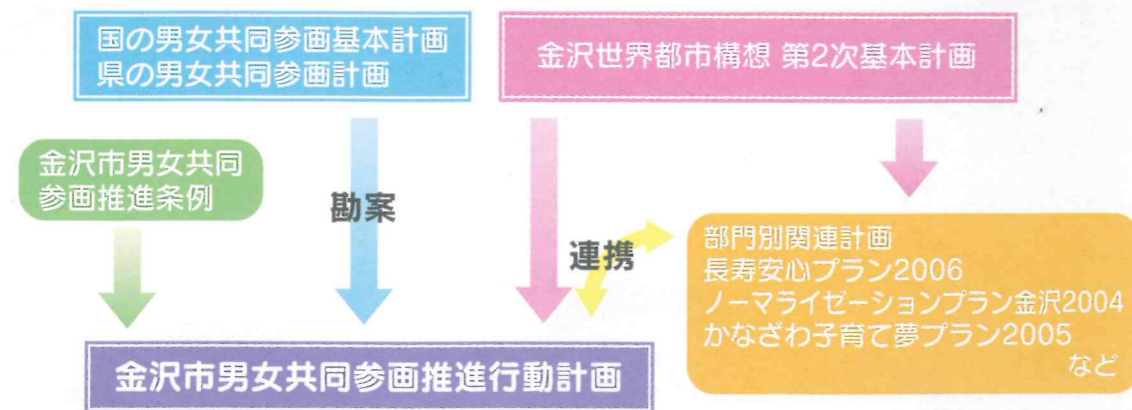 国の男女共同参画基本計画
県の男女共同参画計画
金沢世界都市構想 第2次基本計画
金沢市男女共同
参画推進条例
勘案
連携
部門別関連計画
長寿安心プラン2006
ノーマライゼーションプラン金沢2004
かなざわ子育て夢プラン2005
など
金沢市男女共同参画推進行動計画